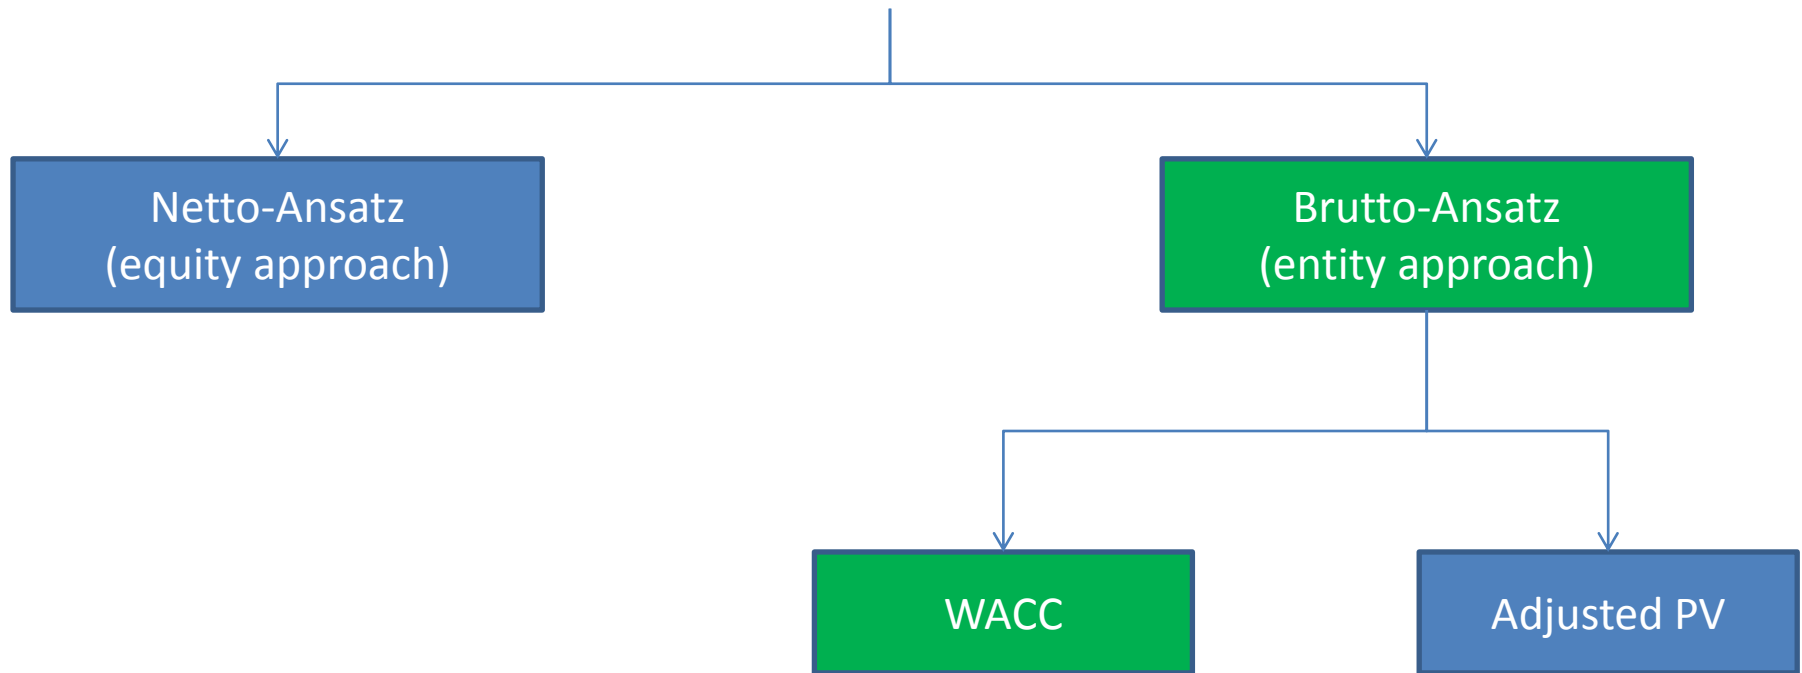 Netto-Ansatz
(equity approach)
Brutto-Ansatz
(entity approach)
WACC
Adjusted PV